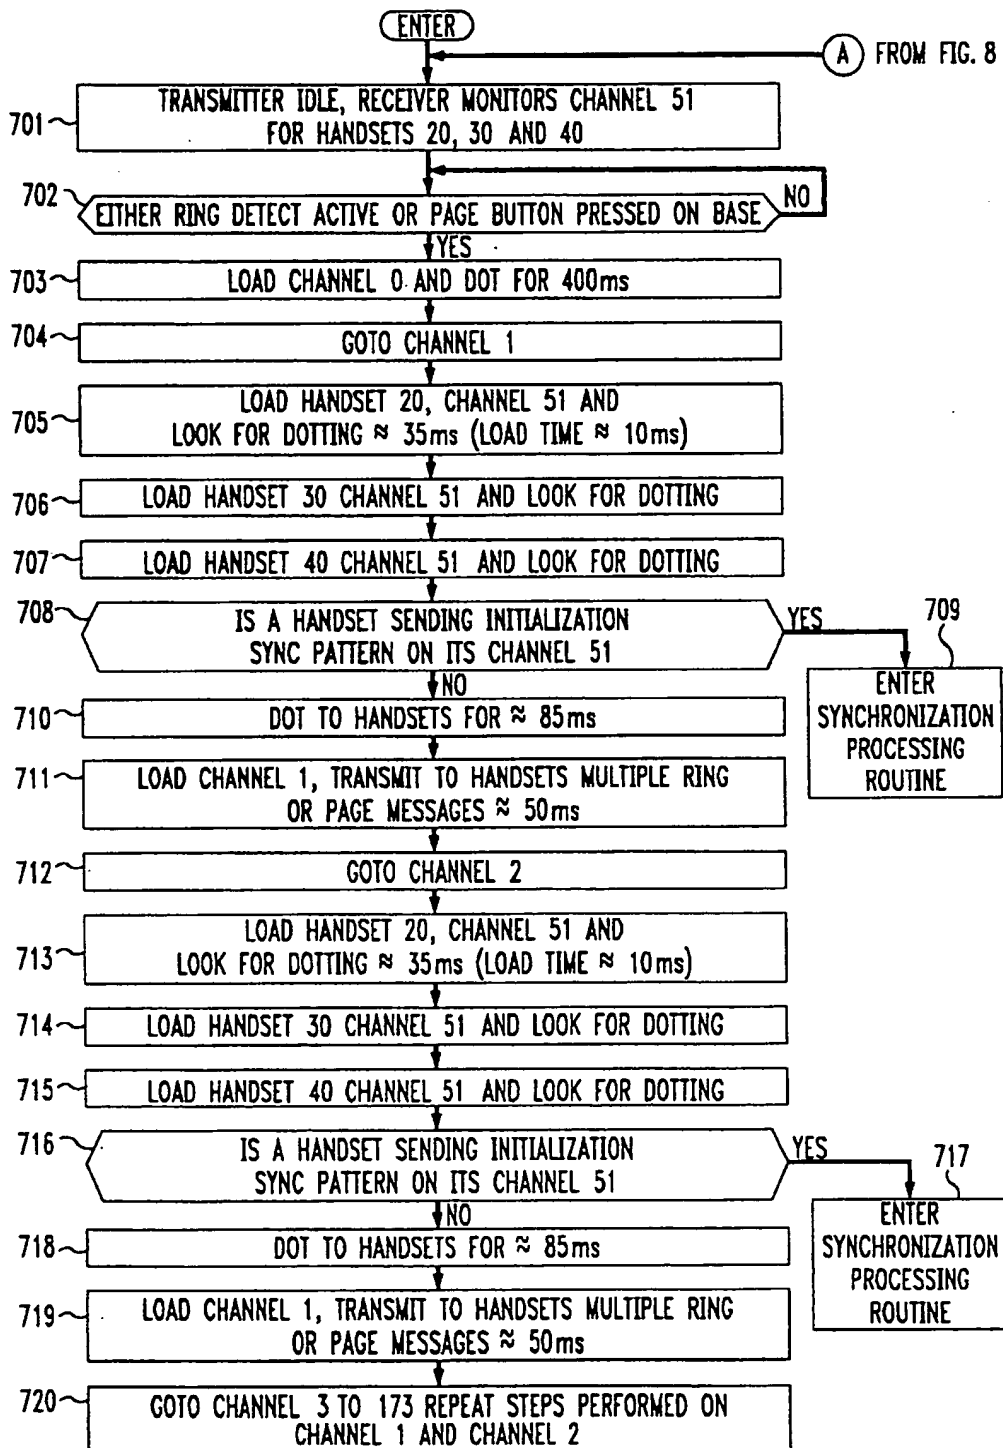 ENTER
A FROM FIG. 8
701 TRANSMITTER IDLE, RECEIVER MONITORS CHANNEL 51
FOR HANDSETS 20, 30 AND 40
702 EITHER RING DETECT ACTIVE OR PAGE BUTTON PRESSED ON BASE NO
YES
703 LOAD CHANNEL 0 AND DOT FOR 400ms
704 GOTO CHANNEL 1
705 LOAD HANDSET 20, CHANNEL 51 AND
LOOK FOR DOTTING ≈ 35ms (LOAD TIME ≈ 10ms)
706 LOAD HANDSET 30 CHANNEL 51 AND LOOK FOR DOTTING
707 LOAD HANDSET 40 CHANNEL 51 AND LOOK FOR DOTTING
708 IS A HANDSET SENDING INITIALIZATION
SYNC PATTERN ON ITS CHANNEL 51
YES
709
ENTER
SYNCHRONIZATION
PROCESSING
ROUTINE
NO
710 DOT TO HANDSETS FOR ≈ 85ms
711 LOAD CHANNEL 1, TRANSMIT TO HANDSETS MULTIPLE RING
OR PAGE MESSAGES ≈ 50ms
712 GOTO CHANNEL 2
713 LOAD HANDSET 20, CHANNEL 51 AND
LOOK FOR DOTTING ≈ 35ms (LOAD TIME ≈ 10ms)
714 LOAD HANDSET 30 CHANNEL 51 AND LOOK FOR DOTTING
715 LOAD HANDSET 40 CHANNEL 51 AND LOOK FOR DOTTING
716 IS A HANDSET SENDING INITIALIZATION
SYNC PATTERN ON ITS CHANNEL 51
YES
717
ENTER
SYNCHRONIZATION
PROCESSING
ROUTINE
NO
718 DOT TO HANDSETS FOR ≈ 85ms
719 LOAD CHANNEL 1, TRANSMIT TO HANDSETS MULTIPLE RING
OR PAGE MESSAGES ≈ 50ms
720 GOTO CHANNEL 3 TO 173 REPEAT STEPS PERFORMED ON
CHANNEL 1 AND CHANNEL 2